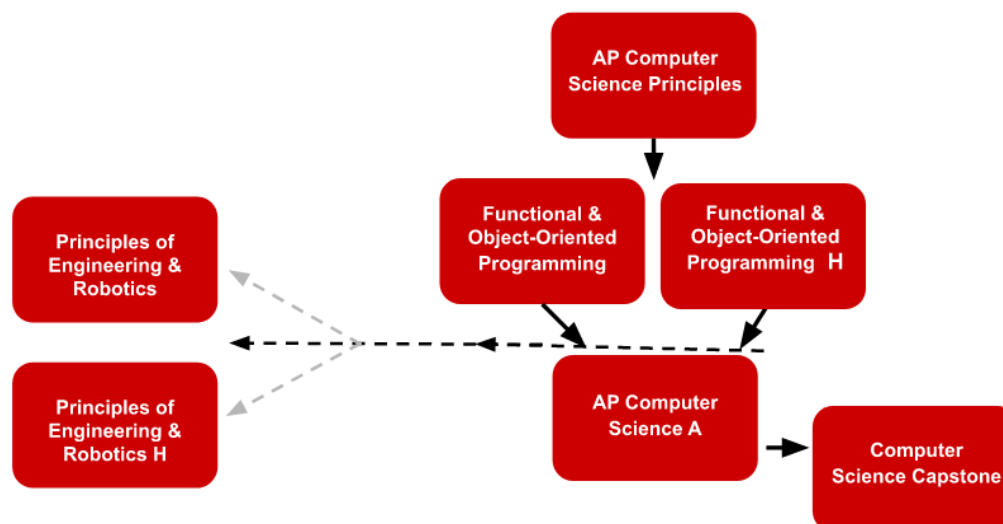 AP Computer
Science Principles
Functional &
Object-Oriented
Programming
Functional &
Object-Oriented
Programming H
Principles of
Engineering &
Robotics
Principles of
Engineering &
Robotics H
AP Computer
Science A
Computer
Science Capstone